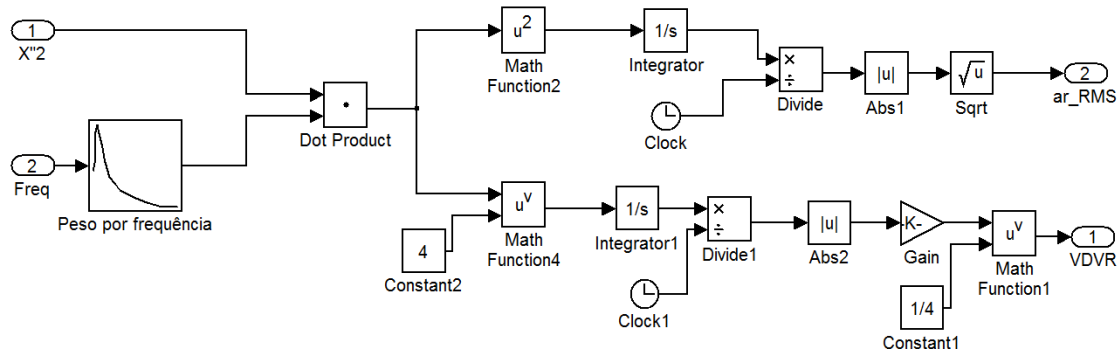 1
X"2
2
Freq
Peso por frequência
Dot Product
u²
Math
Function2
1/s
Integrator
Clock
×
÷
Divide
|u|
Abs1
√u
Sqrt
2
ar_RMS
4
Constant2
uᵛ
Math
Function4
1/s
Integrator1
Clock1
×
÷
Divide1
|u|
Abs2
-K-
Gain
1/4
Constant1
uᵛ
Math
Function1
1
VDVR